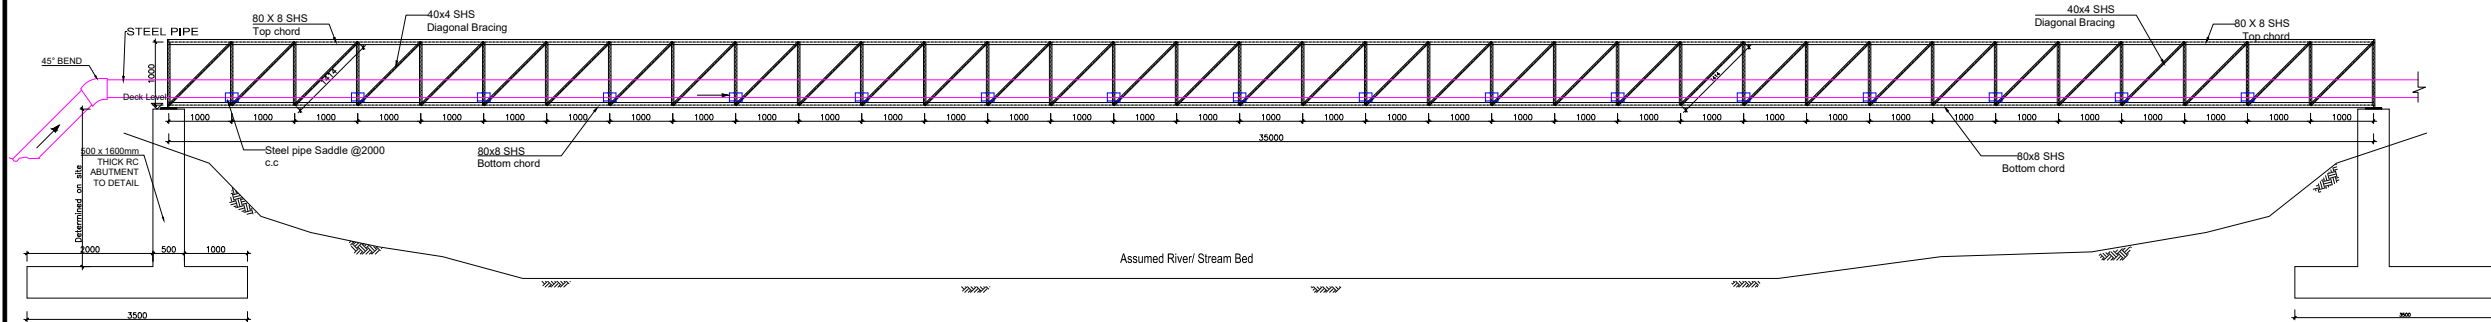 80 X 8 SHS
Top chord
40x4 SHS
Diagonal Bracing
40x4 SHS
Diagonal Bracing
80 X 8 SHS
Top chord
STEEL PIPE
45° BEND
1000
1414
1414
Deck Level
1000 1000 1000 1000 1000 1000 1000 1000 1000 1000 1000 1000 1000 1000 1000 1000 1000 1000 1000 1000 1000 1000 1000 1000 1000 1000 1000 1000 1000 1000 1000 1000 1000 1000 1000
35000
Steel pipe Saddle @2000
c.c
80x8 SHS
Bottom chord
80x8 SHS
Bottom chord
500 x 1600mm
THICK RC
ABUTMENT
TO DETAIL
Determined on site
2000 500 1000
Assumed River/ Stream Bed
3500
3500